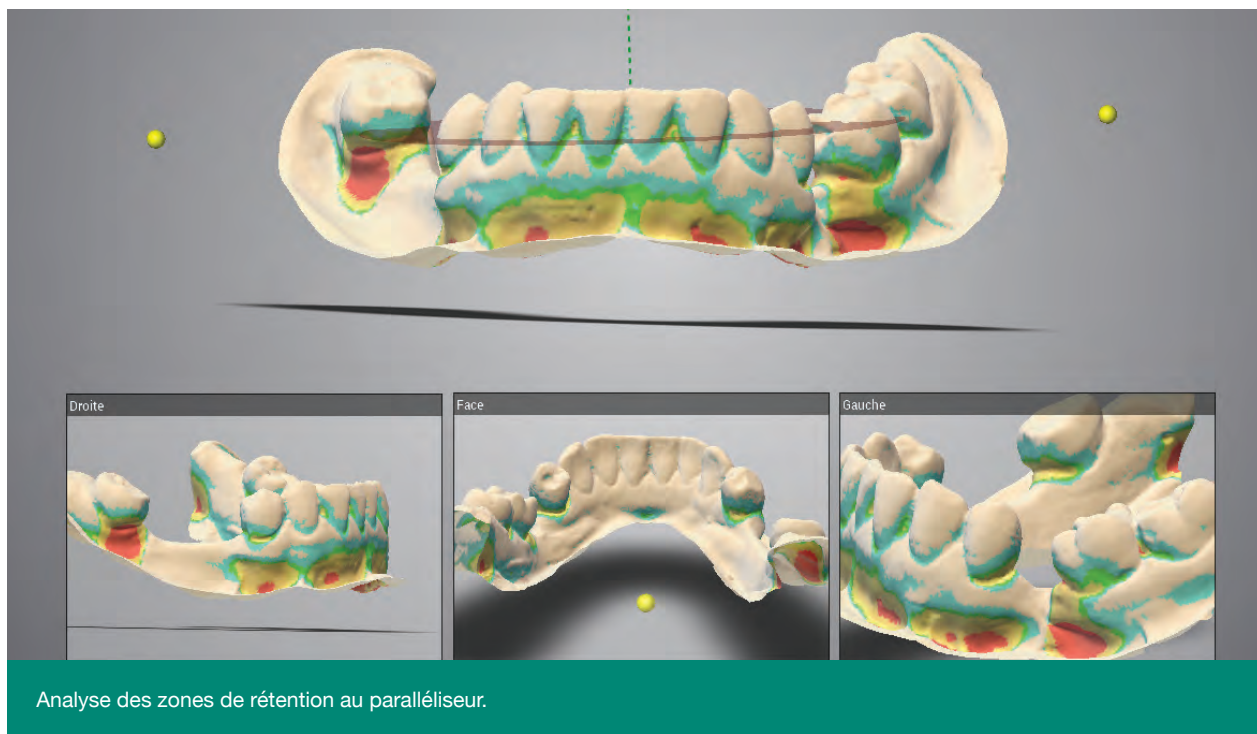 Droite
Face
Gauche
Analyse des zones de rétention au paralléliseur.